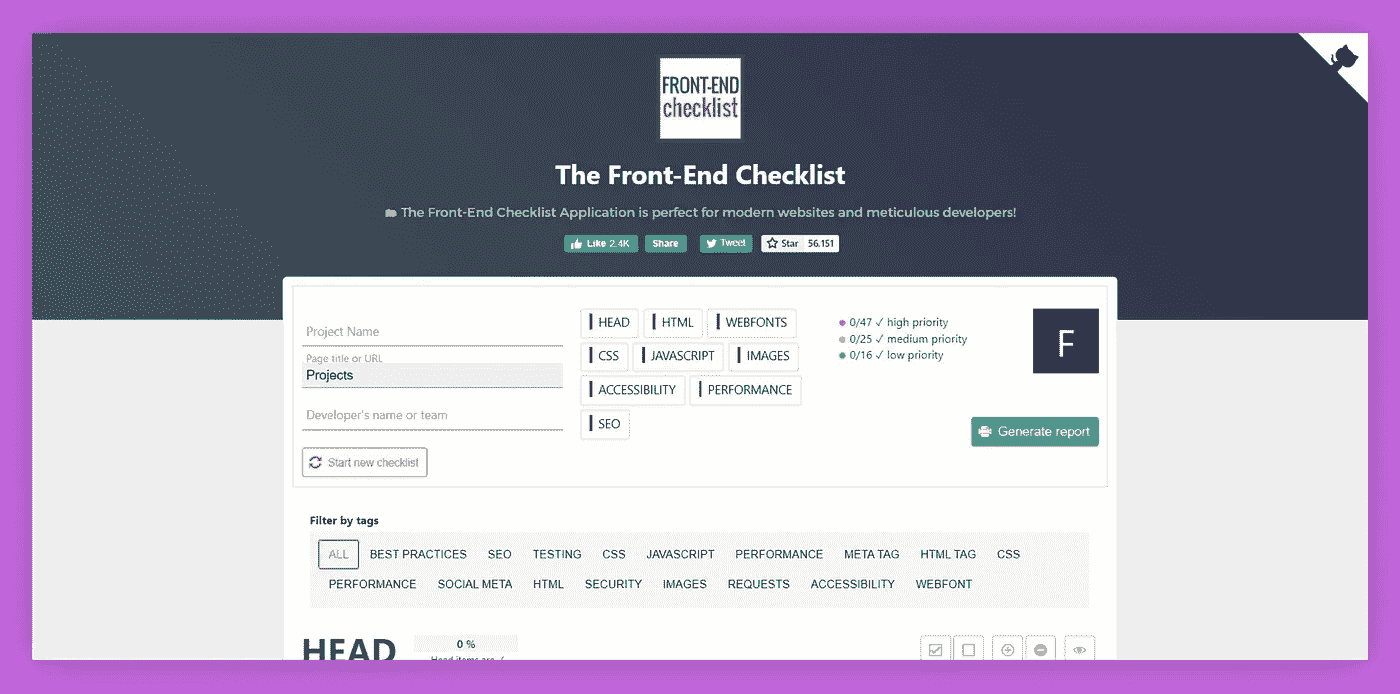 FRONT-END
checklist
The Front-End Checklist
The Front-End Checklist Application is perfect for modern websites and meticulous developers!
Like 2.4K Share Tweet Star 56.151
Project Name
Page title or URL
Projects
Developer's name or team
Start new checklist
HEAD HTML WEBFONTS
CSS JAVASCRIPT IMAGES
ACCESSIBILITY PERFORMANCE
SEO
0/47 ✓ high priority
0/25 ✓ medium priority
0/16 ✓ low priority
F
Generate report
Filter by tags
ALL BEST PRACTICES SEO TESTING CSS JAVASCRIPT PERFORMANCE META TAG HTML TAG CSS
PERFORMANCE SOCIAL META HTML SECURITY IMAGES REQUESTS ACCESSIBILITY WEBFONT
HEAD 0 %
Head items are